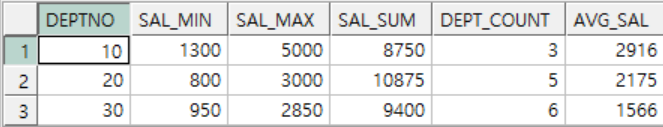 DEPTNO SAL_MIN SAL_MAX SAL_SUM DEPT_COUNT AVG_SAL
1 10 1300 5000 8750 3 2916
2 20 800 3000 10875 5 2175
3 30 950 2850 9400 6 1566